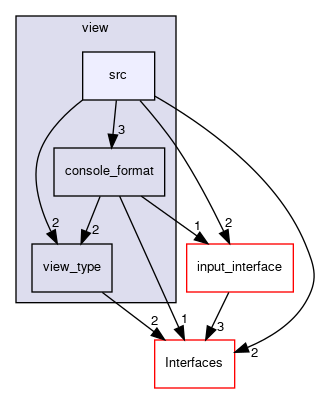 view
src
3
console_format
2
2
1
2
view_type
input_interface
2
1
3
2
Interfaces